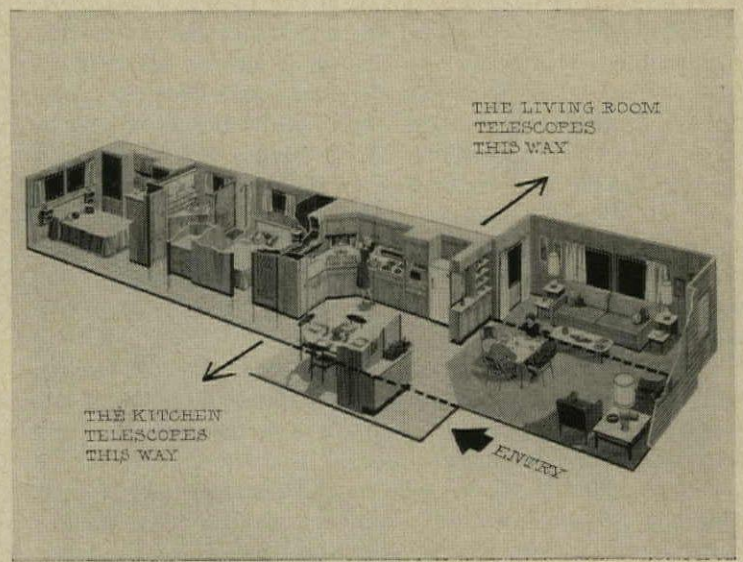 THE LIVING ROOM
TELESCOPES
THIS WAY
THE KITCHEN
TELESCOPES
THIS WAY
ENTRY